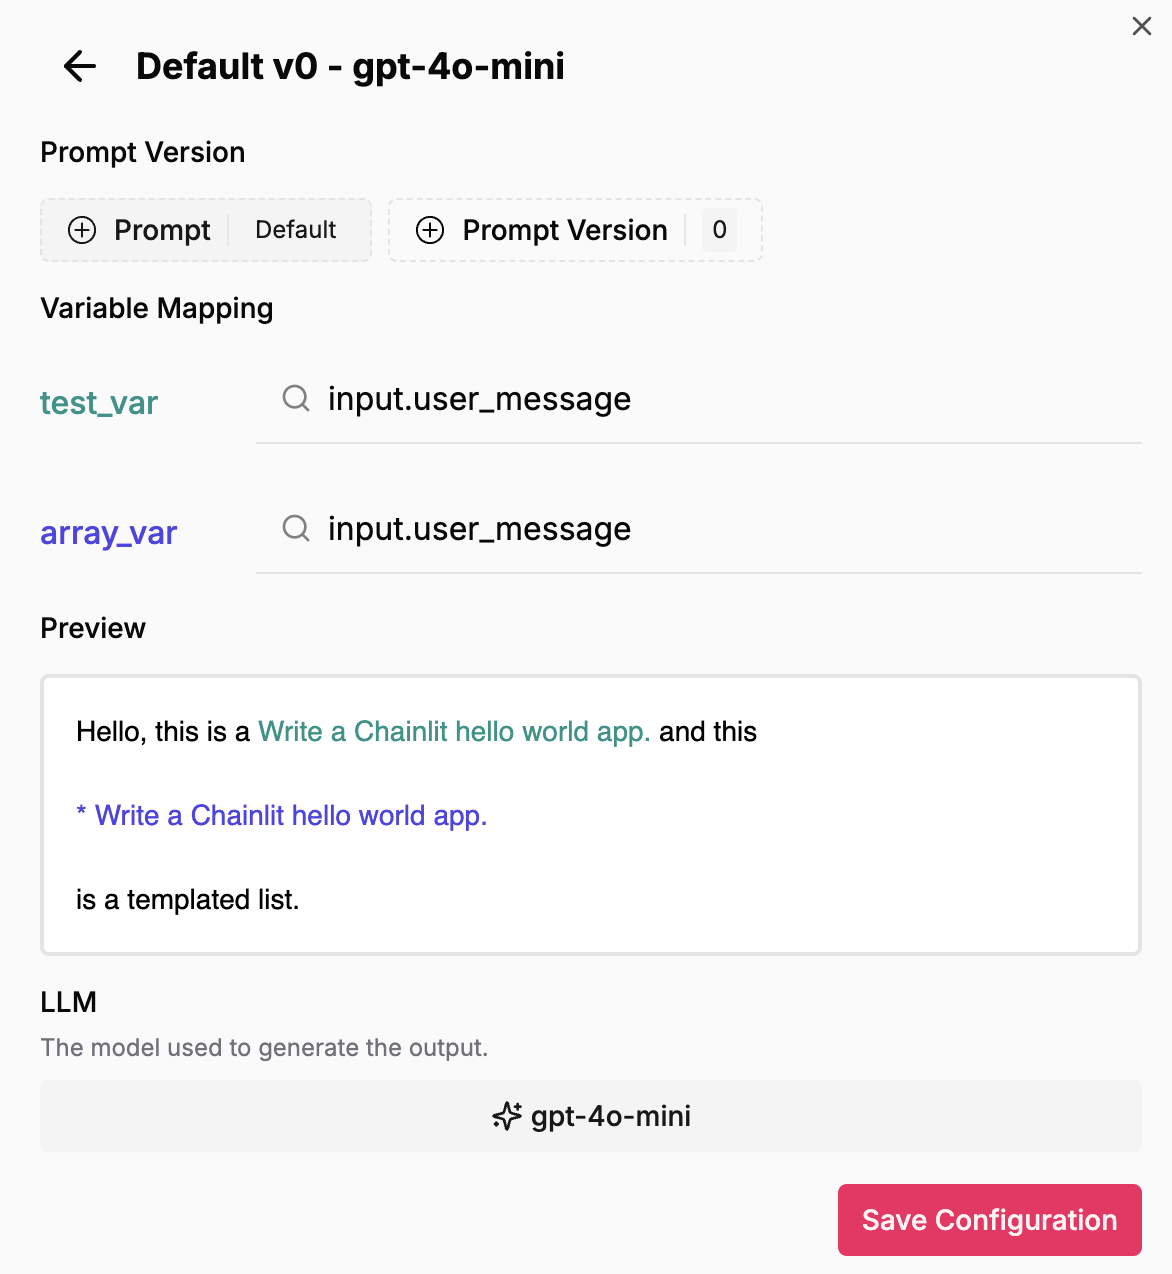 Default v0 - gpt-4o-mini
Prompt Version
Prompt Default Prompt Version 0
Variable Mapping
test_var input.user_message
array_var input.user_message
Preview
Hello, this is a Write a Chainlit hello world app. and this
* Write a Chainlit hello world app.
is a templated list.
LLM
The model used to generate the output.
gpt-4o-mini
Save Configuration